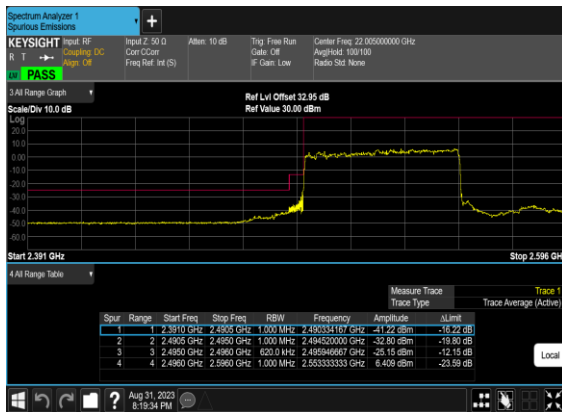 Spectrum Analyzer 1
Spurious Emissions
KEYSIGHT Input: RF Input Z: 50 Ω Atten: 10 dB Trig: Free Run Center Freq: 22.005000000 GHz
R T Coupling: DC Corr CCorr Gate: Off Avg|Hold: 100/100
Align: Off Freq Ref: Int (S) IF Gain: Low Radio Std: None
PASS
3 All Range Graph
Ref Lvl Offset 32.95 dB
Scale/Div 10.0 dB Ref Value 30.00 dBm
Log
20.0
10.0
0.00
-10.0
-20.0
-30.0
-40.0
-50.0
-60.0
Start 2.391 GHz Stop 2.596 GH
4 All Range Table
Measure Trace Trace 1
Trace Type Trace Average (Active)
Spur Range Start Freq Stop Freq RBW Frequency Amplitude ΔLimit
1 1 2.3910 GHz 2.4905 GHz 1.000 MHz 2.490334167 GHz -41.22 dBm -16.22 dB
2 2 2.4905 GHz 2.4950 GHz 1.000 MHz 2.494520000 GHz -32.80 dBm -19.80 dB
3 3 2.4950 GHz 2.4960 GHz 620.0 kHz 2.495946667 GHz -25.15 dBm -12.15 dB
4 4 2.4960 GHz 2.5960 GHz 1.000 MHz 2.553333333 GHz 6.409 dBm -23.59 dB
Local
? Aug 31, 2023
8:19:34 PM